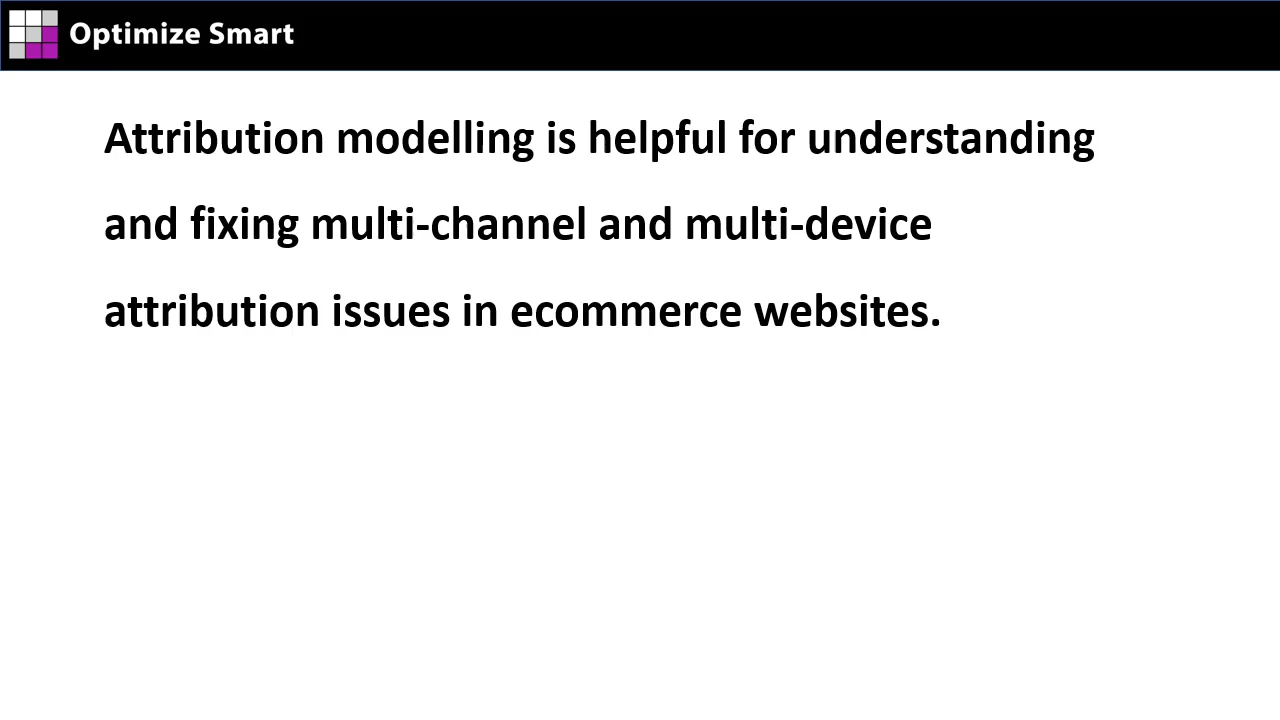 Optimize Smart
Attribution modelling is helpful for understanding
and fixing multi-channel and multi-device
attribution issues in ecommerce websites.